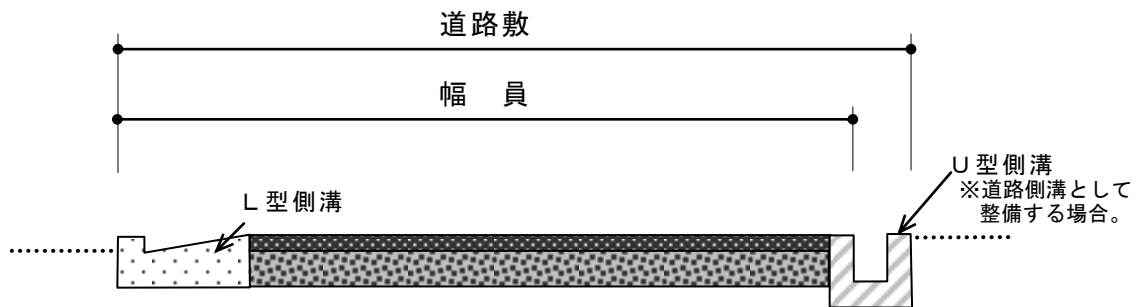 道路敷
幅　員
Ｌ型側溝
Ｕ型側溝
※道路側溝として
整備する場合。